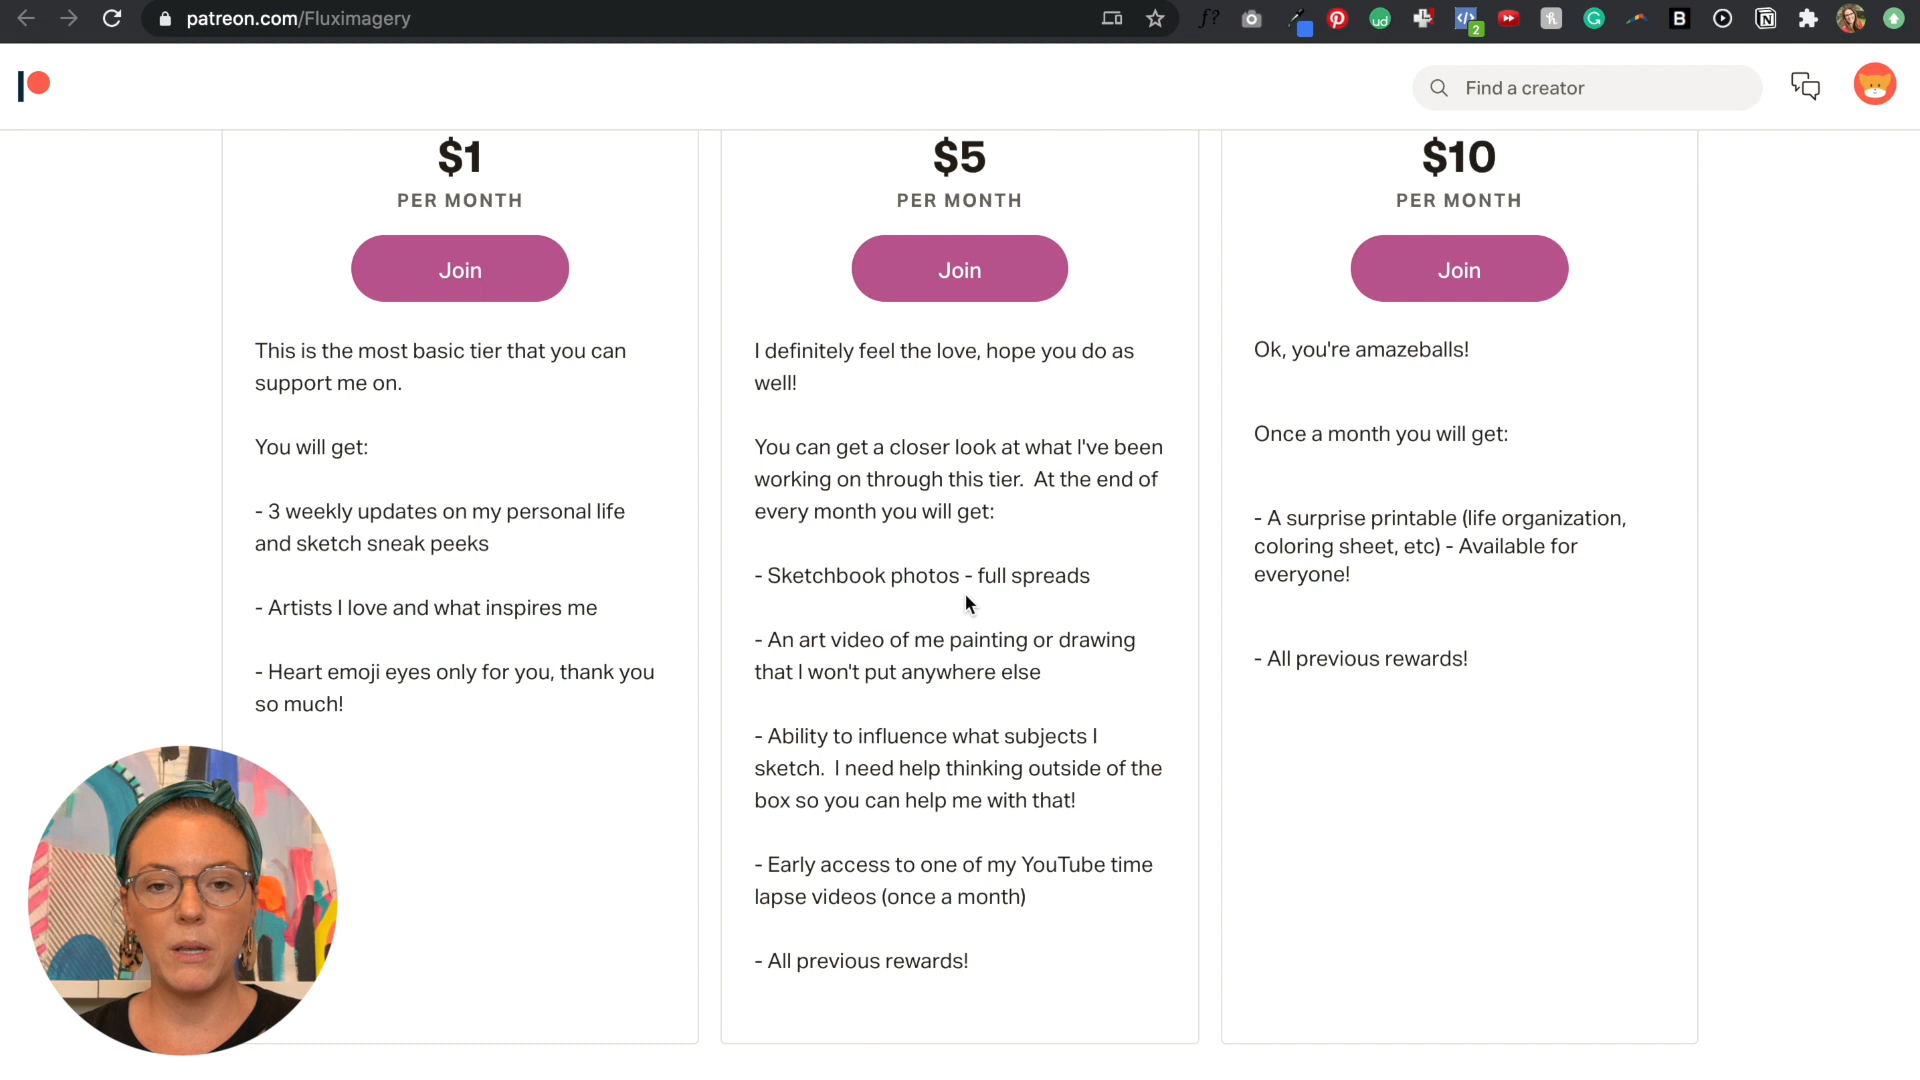 patreon.com/Fluximagery
f?
ud
2
B
Find a creator
$1
PER MONTH
Join
This is the most basic tier that you can
support me on.
You will get:
- 3 weekly updates on my personal life
and sketch sneak peeks
- Artists I love and what inspires me
- Heart emoji eyes only for you, thank you
so much!
$5
PER MONTH
Join
I definitely feel the love, hope you do as
well!
You can get a closer look at what I've been
working on through this tier.  At the end of
every month you will get:
- Sketchbook photos - full spreads
- An art video of me painting or drawing
that I won't put anywhere else
- Ability to influence what subjects I
sketch.  I need help thinking outside of the
box so you can help me with that!
- Early access to one of my YouTube time
lapse videos (once a month)
- All previous rewards!
$10
PER MONTH
Join
Ok, you're amazeballs!
Once a month you will get:
- A surprise printable (life organization,
coloring sheet, etc) - Available for
everyone!
- All previous rewards!